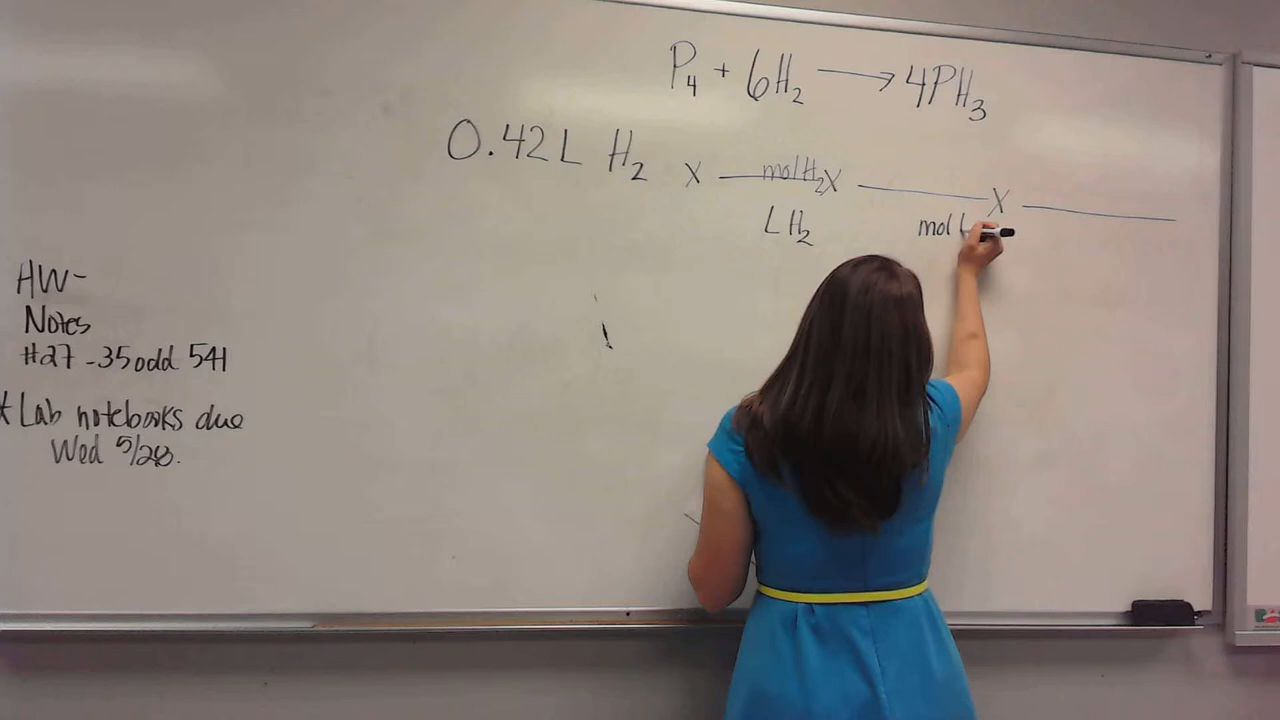 P4 + 6H2 → 4PH3
0.42 L H2 x mol H2 x x
L H2 mol
HW-
Notes
#27 - 35 odd 541
* Lab notebooks due
Wed 5/28.